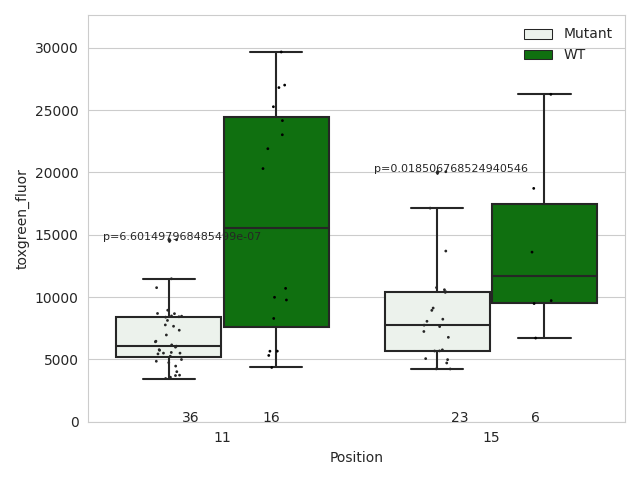 Mutant
WT
30000
25000
20000
15000
10000
5000
0
toxgreen_fluor
p=6.601497968485499e-07
p=0.018506768524940546
36 16 23 6
11 15
Position